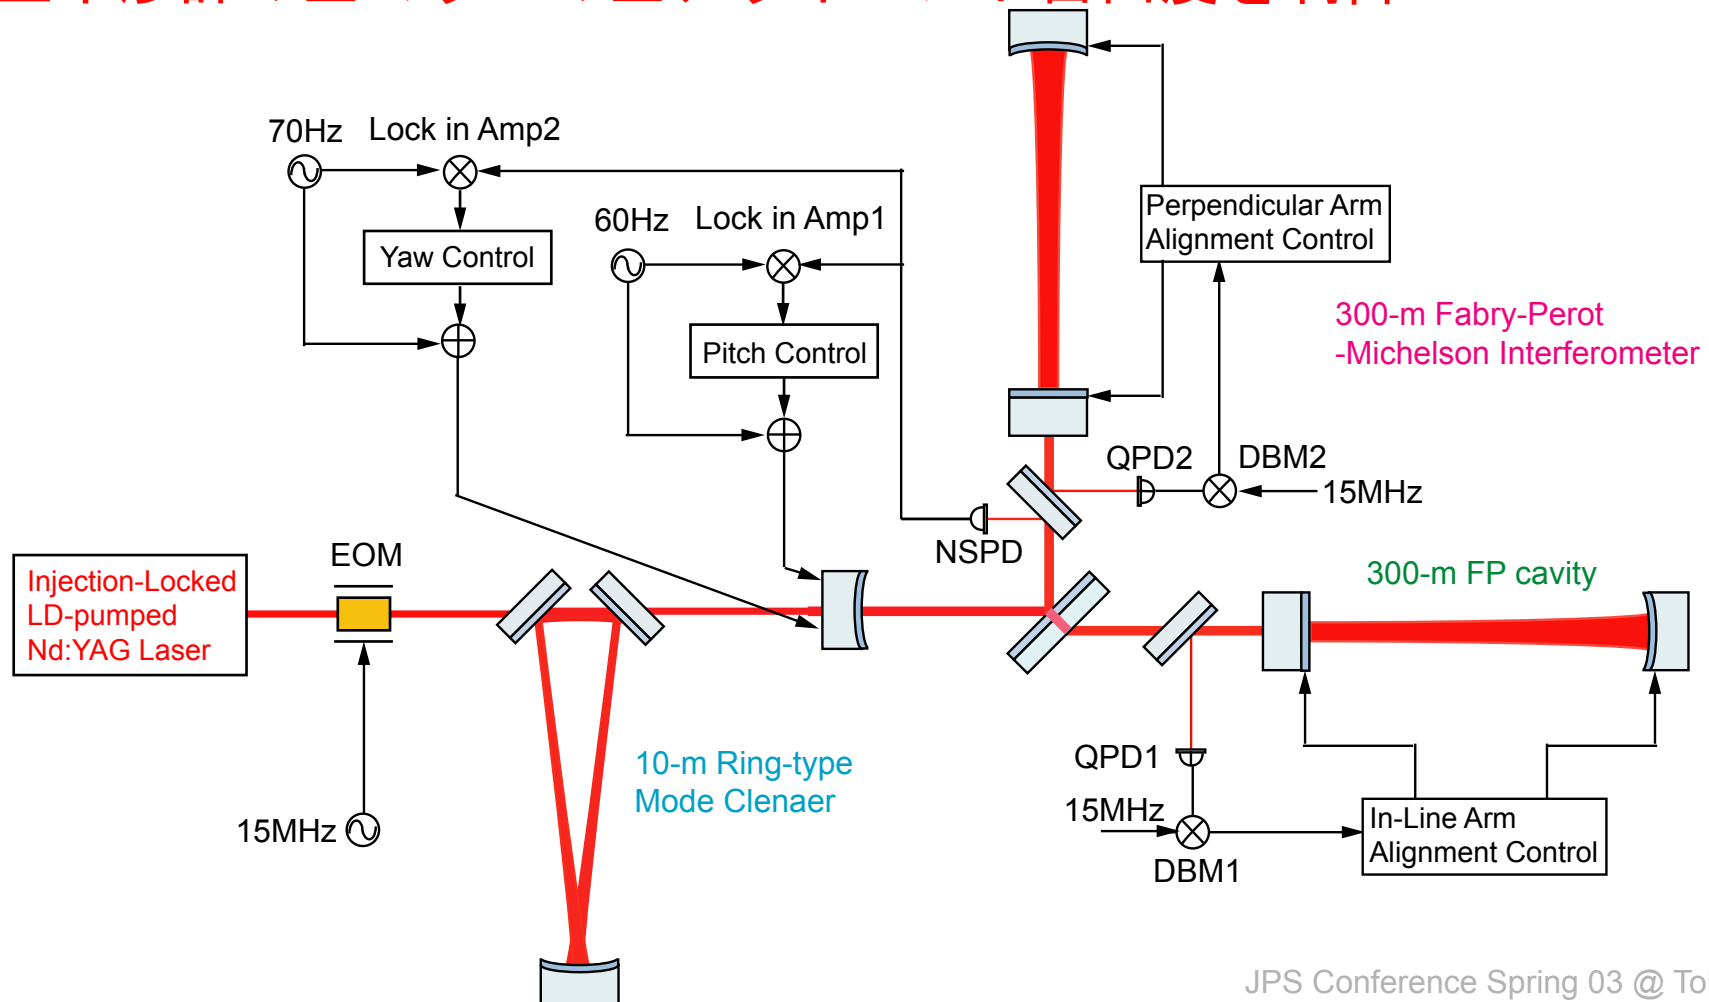 70Hz
Lock in Amp2
60Hz
Lock in Amp1
Yaw Control
Pitch Control
Perpendicular Arm
Alignment Control
300-m Fabry-Perot
-Michelson Interferometer
QPD2
DBM2
15MHz
NSPD
EOM
Injection-Locked
LD-pumped
Nd:YAG Laser
300-m FP cavity
10-m Ring-type
Mode Clenaer
QPD1
15MHz
DBM1
In-Line Arm
Alignment Control
15MHz
JPS Conference Spring 03 @ To